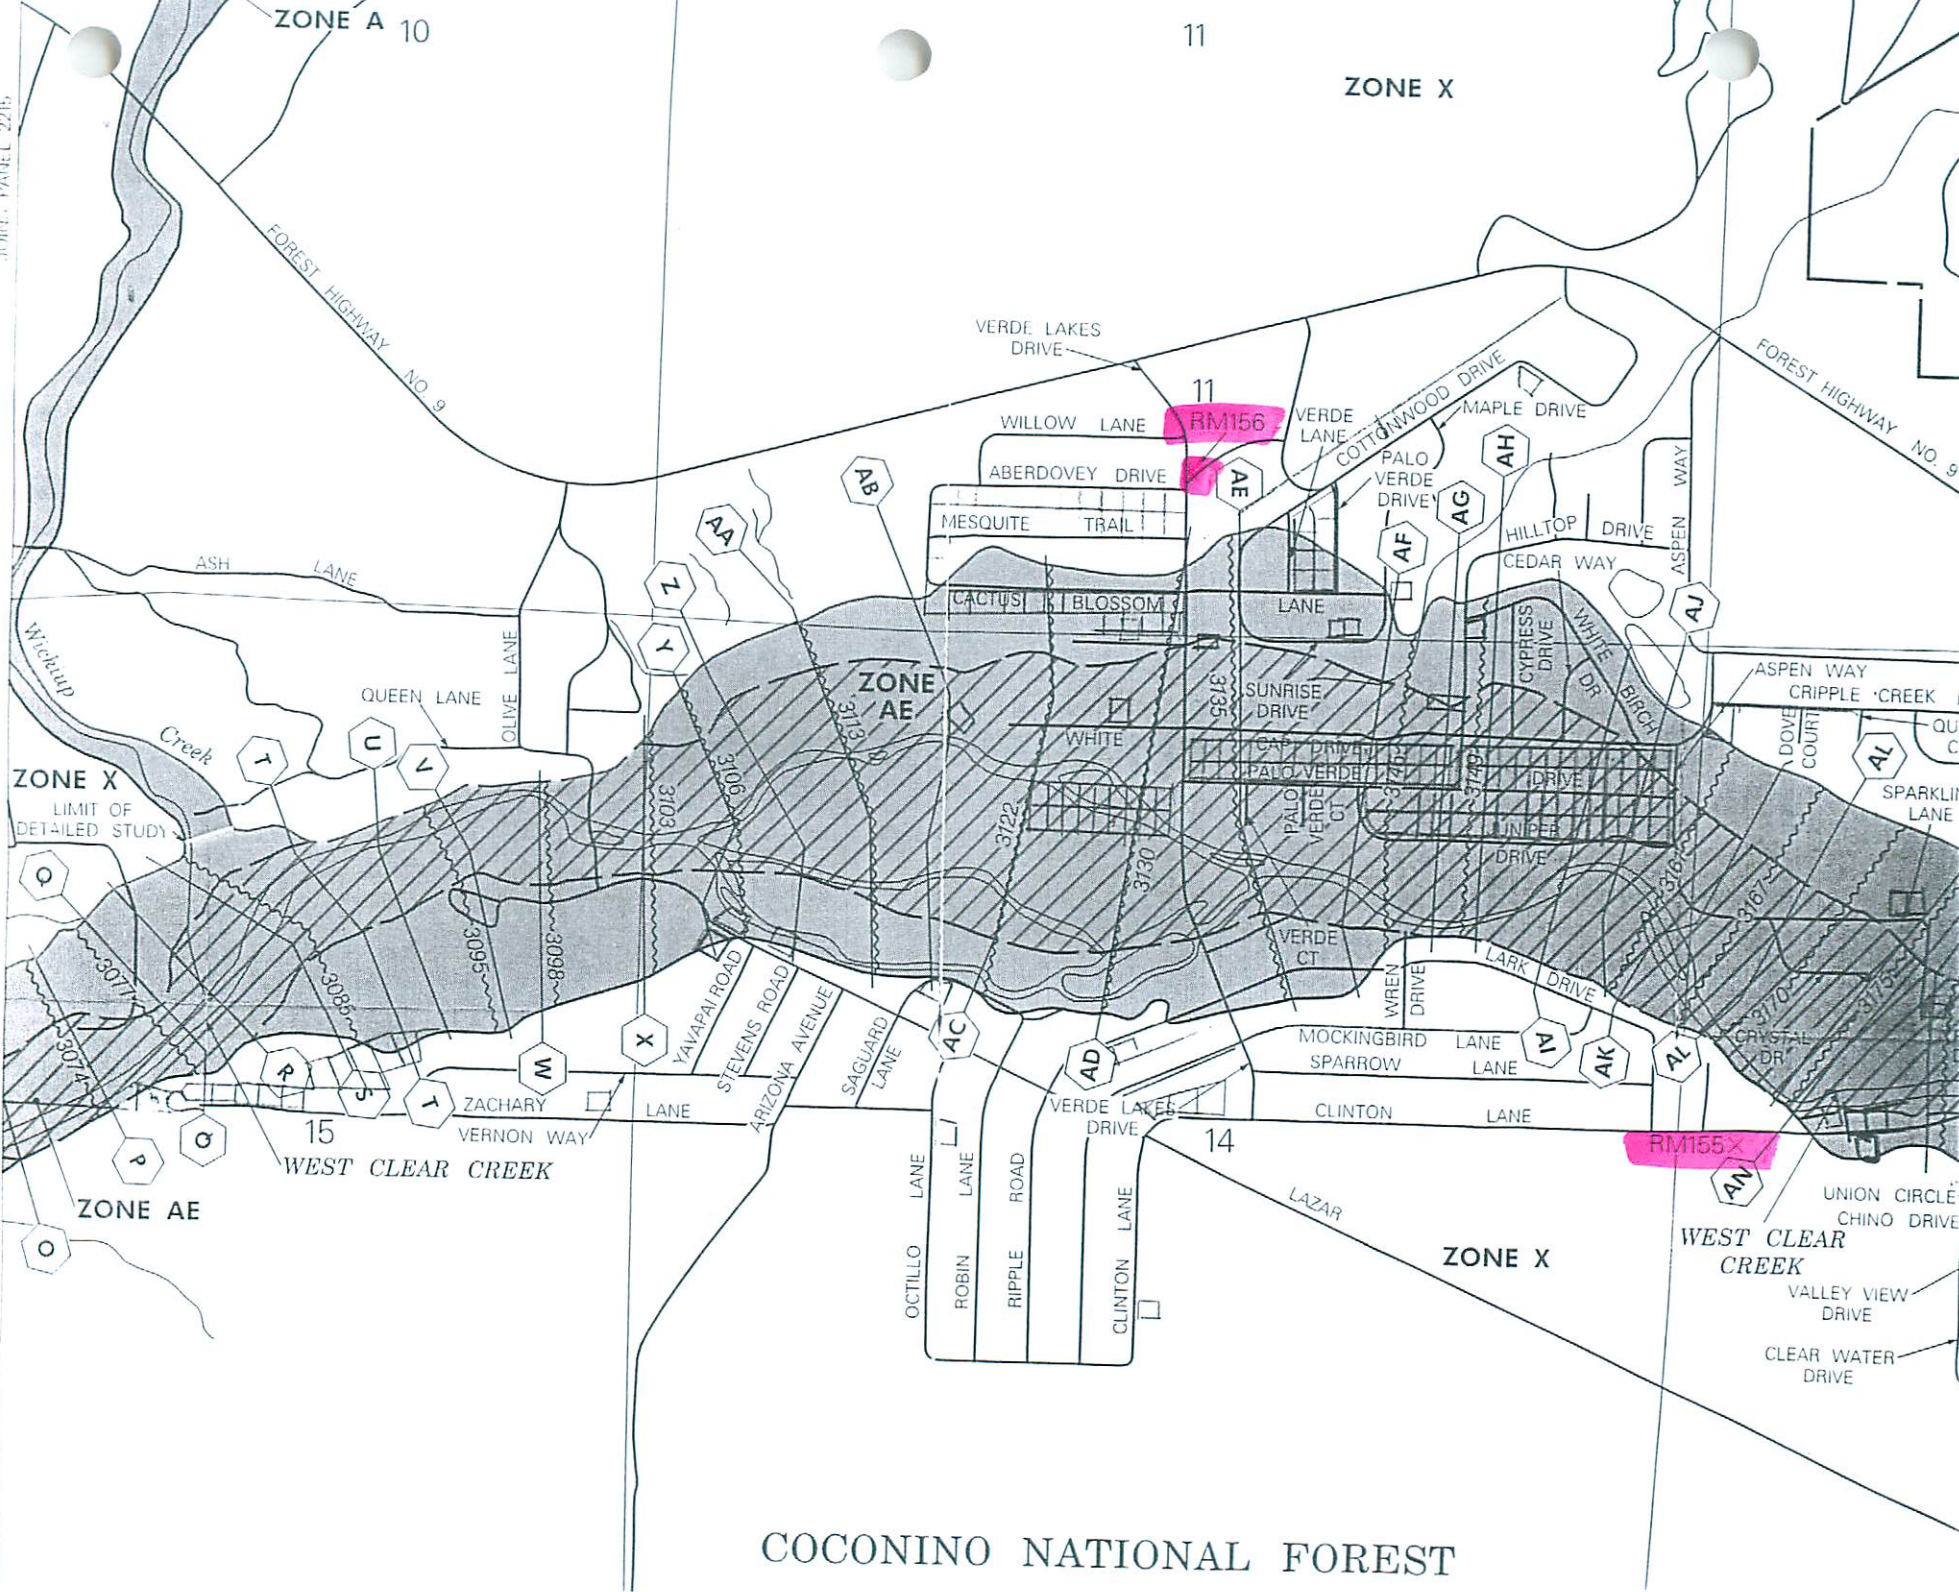 ZONE A
10
11
ZONE X
FOREST HIGHWAY NO. 9
VERDE LAKES
DRIVE
11
RM156
WILLOW LANE
VERDE
LANE
COTTONWOOD DRIVE
MAPLE DRIVE
FOREST HIGHWAY NO. 9
ABERDOVEY DRIVE
PALO
VERDE
DRIVE
AH
AE
AB
AG
AA
MESQUITE TRAIL
AF
HILLTOP DRIVE
CEDAR WAY
ASPEN WAY
ASH LANE
Z
Y
CACTUS BLOSSOM LANE
AJ
CYPRESS
DRIVE
WHITE BIRCH
DR
Wickiup Creek
OLIVE LANE
QUEEN LANE
ZONE
AE
SUNRISE
DRIVE
ASPEN WAY
CRIPPLE CREEK
DOVE
COURT
T
U
V
3113
3135
WHITE CAP DRIVE
PALO VERDE DRIVE
AL
ZONE X
LIMIT OF
DETAILED STUDY
3106
3103
3122
3130
PALO
VERDE
CT
3149
JUNIPER
DRIVE
LANE
Q
3077
3085
3095
3098
3167
VERDE
CT
WREN
DRIVE
LARK DRIVE
3170
3175
CRYSTAL
DR
3074
YAVAPAI ROAD
STEVENS ROAD
ARIZONA AVENUE
SAGUARD
LANE
AC
AD
MOCKINGBIRD LANE
SPARROW LANE
AI
AK
AL
R
S
T
W
X
ZACHARY LANE
VERNON WAY
VERDE LAKES
DRIVE
CLINTON LANE
15
14
RM155X
P
Q
WEST CLEAR CREEK
AN
ZONE AE
O
OCTILLO LANE
ROBIN LANE
RIPPLE ROAD
CLINTON LANE
LAZAR
UNION CIRCLE
CHINO DRIVE
ZONE X
WEST CLEAR
CREEK
VALLEY VIEW
DRIVE
CLEAR WATER
DRIVE
COCONINO NATIONAL FOREST